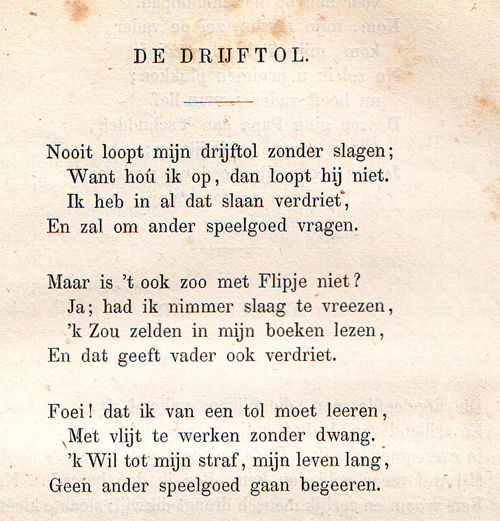 DE DRIJFTOL.
Nooit loopt mijn drijftol zonder slagen;
Want hoú ik op, dan loopt hij niet.
Ik heb in al dat slaan verdriet,
En zal om ander speelgoed vragen.
Maar is 't ook zoo met Flipje niet?
Ja; had ik nimmer slaag te vreezen,
'k Zou zelden in mijn boeken lezen,
En dat geeft vader ook verdriet.
Foei! dat ik van een tol moet leeren,
Met vlijt te werken zonder dwang.
'k Wil tot mijn straf, mijn leven lang,
Geen ander speelgoed gaan begeeren.